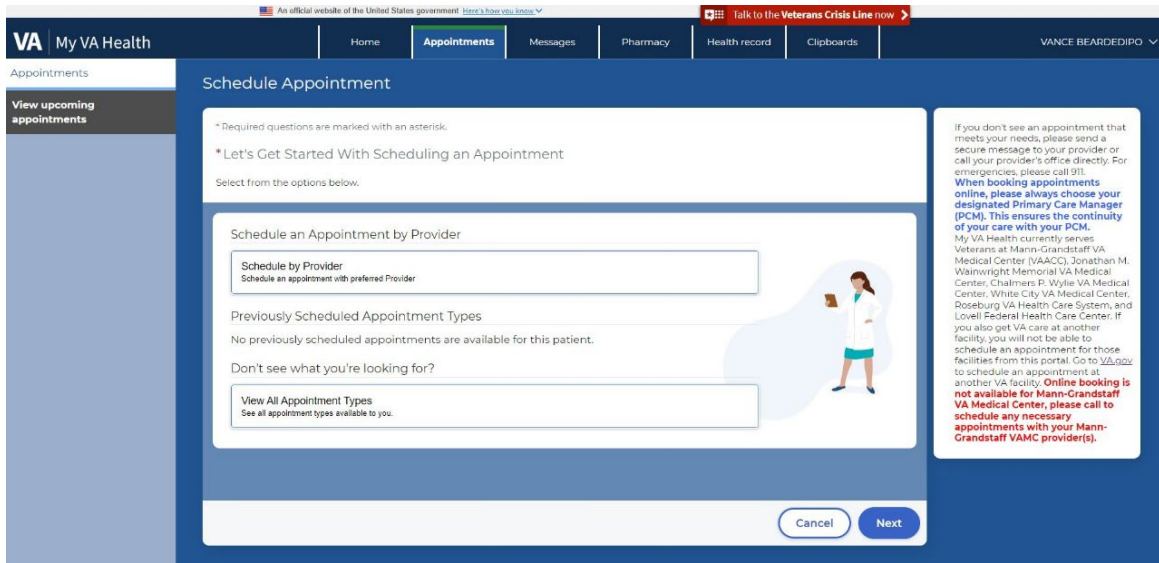 An official website of the United States government Here's how you know
Talk to the Veterans Crisis Line now
VA My VA Health
Home
Appointments
Messages
Pharmacy
Health record
Clipboards
VANCE BEARDEDIPO
Appointments
View upcoming
appointments
Schedule Appointment
* Required questions are marked with an asterisk.
*Let's Get Started With Scheduling an Appointment
Select from the options below.
Schedule an Appointment by Provider
Schedule by Provider
Schedule an appointment with preferred Provider
Previously Scheduled Appointment Types
No previously scheduled appointments are available for this patient.
Don't see what you're looking for?
View All Appointment Types
See all appointment types available to you.
Cancel
Next
If you don't see an appointment that
meets your needs, please send a
secure message to your provider or
call your provider's office directly. For
emergencies, please call 911.
When booking appointments
online, please always choose your
designated Primary Care Manager
(PCM). This ensures the continuity
of your care with your PCM.
My VA Health currently serves
Veterans at Mann-Grandstaff VA
Medical Center (VAACC), Jonathan M.
Wainwright Memorial VA Medical
Center, Chalmers P. Wylie VA Medical
Center, White City VA Medical Center,
Roseburg VA Health Care System, and
Lovell Federal Health Care Center. If
you also get VA care at another
facility, you will not be able to
schedule an appointment for those
facilities from this portal. Go to VA.gov
to schedule an appointment at
another VA facility. Online booking is
not available for Mann-Grandstaff
VA Medical Center, please call to
schedule any necessary
appointments with your Mann-
Grandstaff VAMC provider(s).